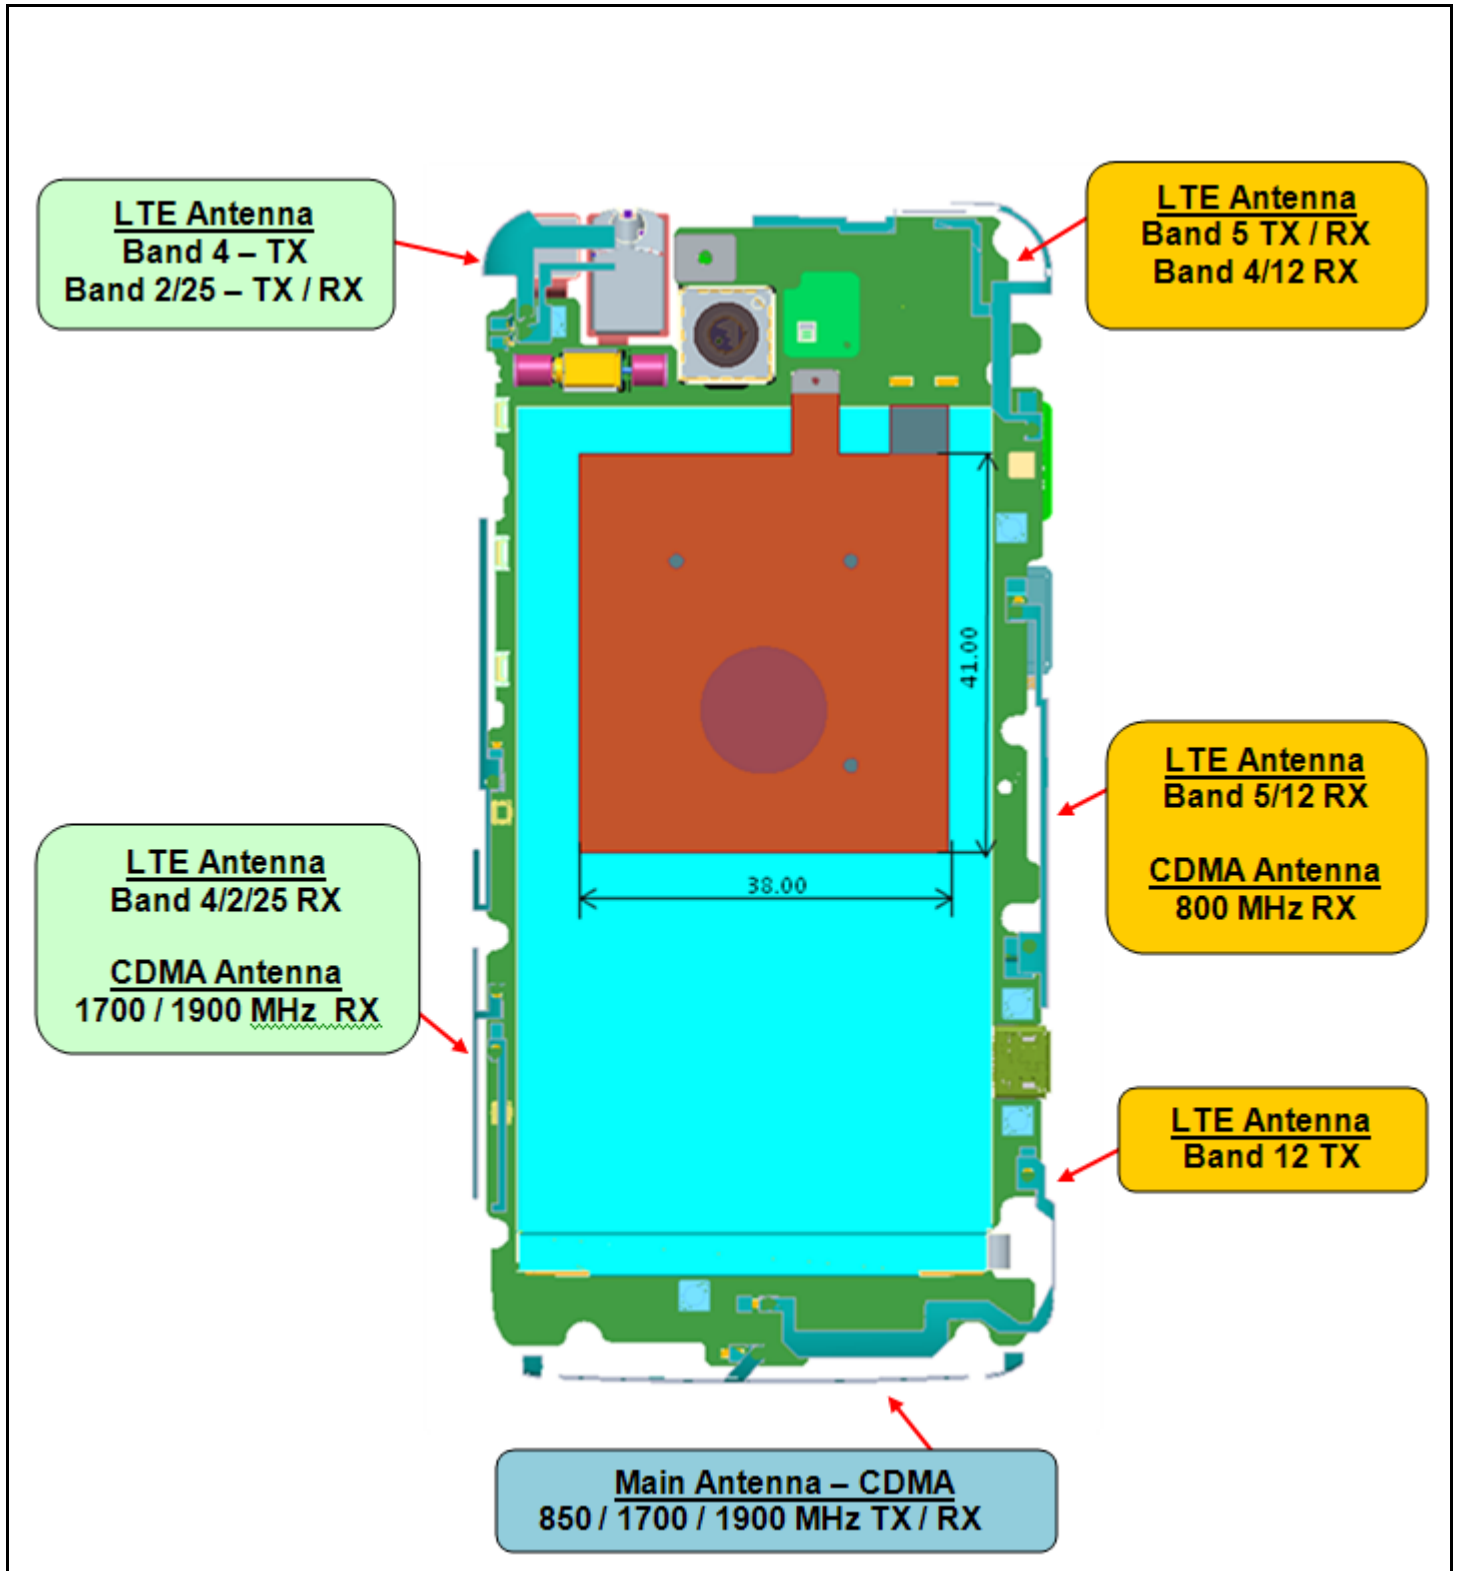 LTE Antenna
Band 4 – TX
Band 2/25 – TX / RX
LTE Antenna
Band 5 TX / RX
Band 4/12 RX
41.00
38.00
LTE Antenna
Band 5/12 RX
CDMA Antenna
800 MHz RX
LTE Antenna
Band 4/2/25 RX
CDMA Antenna
1700 / 1900 MHz  RX
LTE Antenna
Band 12 TX
Main Antenna – CDMA
850 / 1700 / 1900 MHz TX / RX